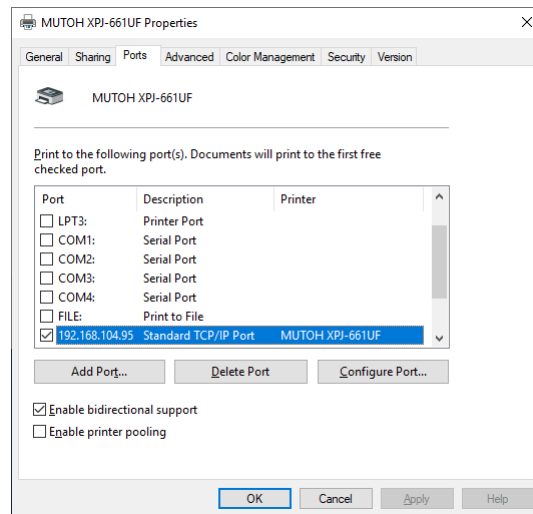 MUTOH XPJ-661UF Properties
General Sharing Ports Advanced Color Management Security Version
MUTOH XPJ-661UF
Print to the following port(s). Documents will print to the first free
checked port.
Port Description Printer
LPT3: Printer Port
COM1: Serial Port
COM2: Serial Port
COM3: Serial Port
COM4: Serial Port
FILE: Print to File
192.168.104.95 Standard TCP/IP Port MUTOH XPJ-661UF
Add Port... Delete Port Configure Port...
Enable bidirectional support
Enable printer pooling
OK Cancel Apply Help